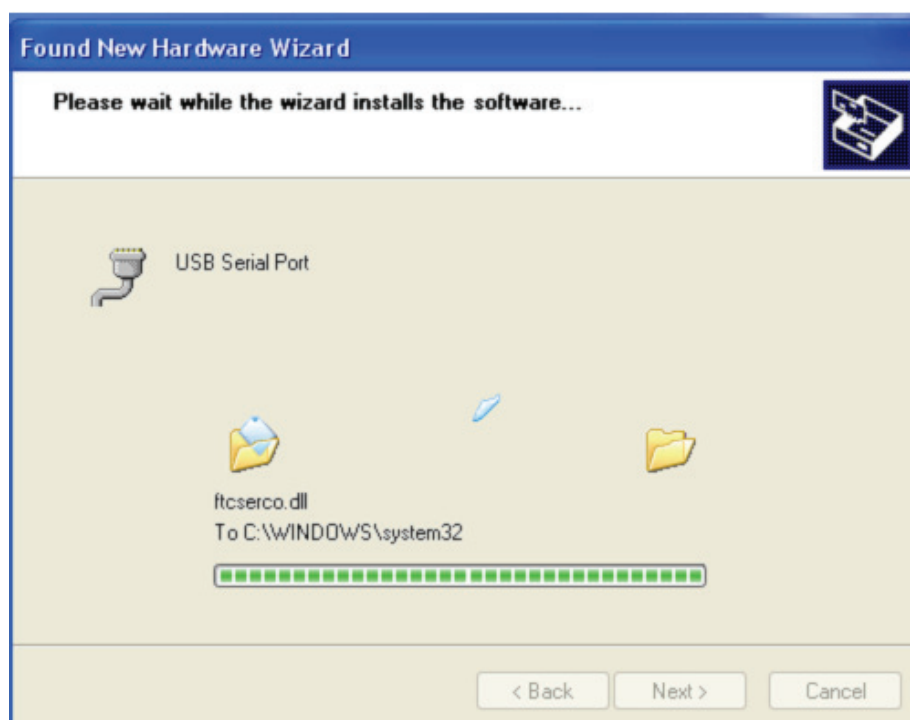 Found New Hardware Wizard
Please wait while the wizard installs the software...
USB Serial Port
ftcserco.dll
To C:\WINDOWS\system32
< Back
Next >
Cancel